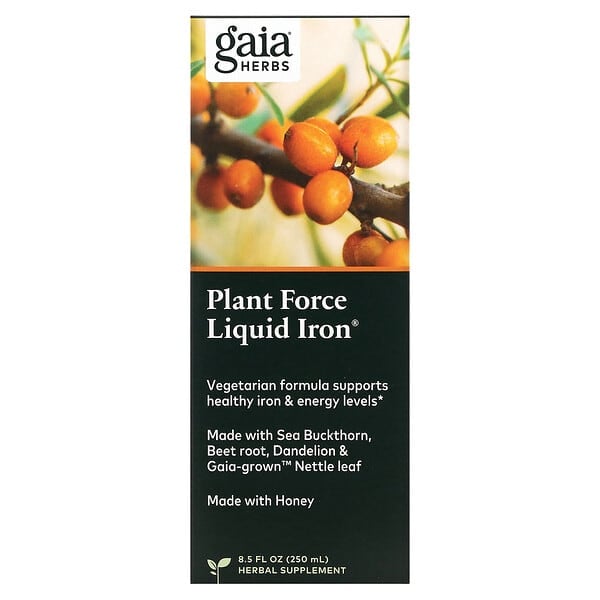 gaia®
HERBS
Plant Force
Liquid Iron®
Vegetarian formula supports
healthy iron & energy levels*
Made with Sea Buckthorn,
Beet root, Dandelion &
Gaia-grown™ Nettle leaf
Made with Honey
8.5 FL OZ (250 mL)
HERBAL SUPPLEMENT